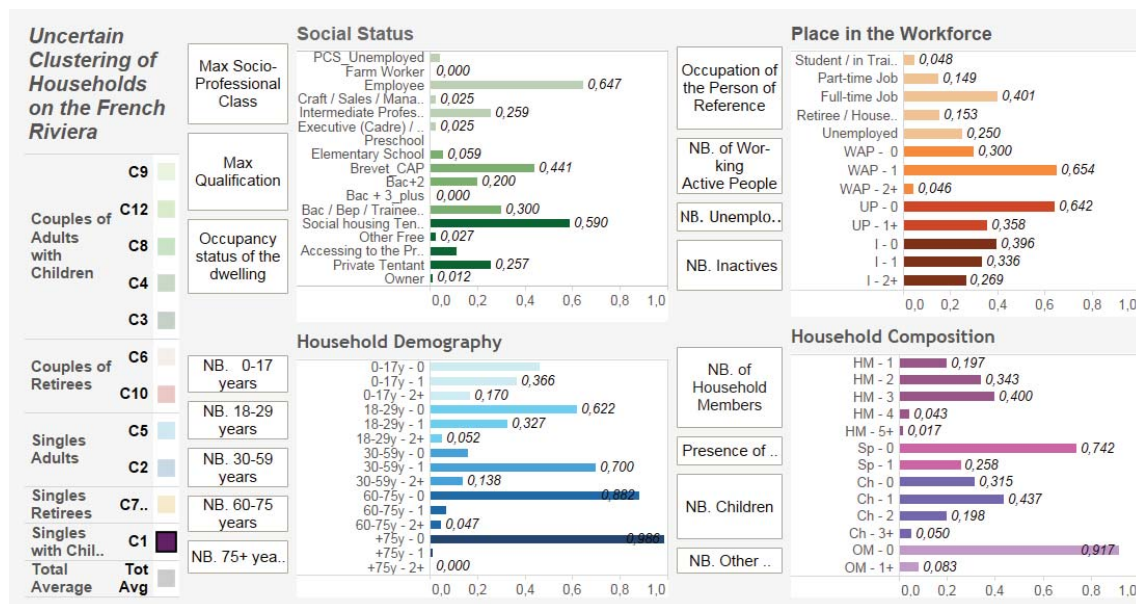 Uncertain
Clustering of
Households
on the French
Riviera
C9
C12
Couples of
Adults
with
Children
C8
C4
C3
Couples of
Retirees
C6
C10
Singles
Adults
C5
C2
Singles
Retirees
C7..
Singles
with Chil..
C1
Total
Average
Tot
Avg
Max Socio-
Professional
Class
Max
Qualification
Occupancy
status of the
dwelling
NB. 0-17
years
NB. 18-29
years
NB. 30-59
years
NB. 60-75
years
NB. 75+ yea..
Social Status
PCS_Unemployed
Farm Worker 0,000
Employee 0,647
Craft / Sales / Mana.. 0,025
Intermediate Profes.. 0,259
Executive (Cadre) / .. 0,025
Preschool
Elementary School 0,059
Brevet_CAP 0,441
Bac+2 0,200
Bac + 3_plus 0,000
Bac / Bep / Trainee.. 0,300
Social housing Ten.. 0,590
Other Free 0,027
Accessing to the Pr..
Private Tentant 0,257
Owner 0,012
0,0 0,2 0,4 0,6 0,8 1,0
Household Demography
0-17y - 0
0-17y - 1 0,366
0-17y - 2+ 0,170
18-29y - 0 0,622
18-29y - 1 0,327
18-29y - 2+ 0,052
30-59y - 0
30-59y - 1 0,700
30-59y - 2+ 0,138
60-75y - 0 0,882
60-75y - 1
60-75y - 2+ 0,047
+75y - 0 0,988
+75y - 1
+75y - 2+ 0,000
0,0 0,2 0,4 0,6 0,8 1,0
Occupation of
the Person of
Reference
NB. of Wor-
king
Active People
NB. Unemplo..
NB. Inactives
NB. of
Household
Members
Presence of ..
NB. Children
NB. Other ..
Place in the Workforce
Student / in Trai.. 0,048
Part-time Job 0,149
Full-time Job 0,401
Retiree / House.. 0,153
Unemployed 0,250
WAP - 0 0,300
WAP - 1 0,654
WAP - 2+ 0,046
UP - 0 0,642
UP - 1+ 0,358
I - 0 0,396
I - 1 0,336
I - 2+ 0,269
0,0 0,2 0,4 0,6 0,8 1,0
Household Composition
HM - 1 0,197
HM - 2 0,343
HM - 3 0,400
HM - 4 0,043
HM - 5+ 0,017
Sp - 0 0,742
Sp - 1 0,258
Ch - 0 0,315
Ch - 1 0,437
Ch - 2 0,198
Ch - 3+ 0,050
OM - 0 0,917
OM - 1+ 0,083
0,0 0,2 0,4 0,6 0,8 1,0